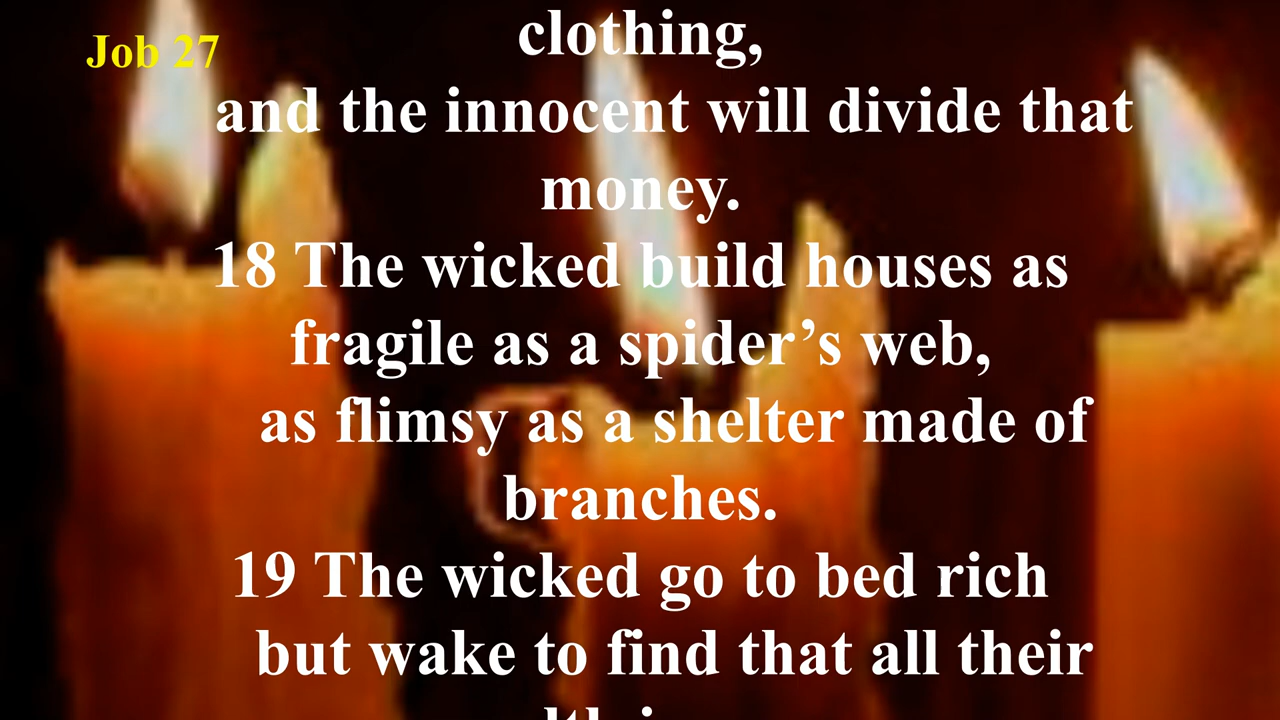 Job 27
clothing,
and the innocent will divide that
money.
18 The wicked build houses as
fragile as a spider’s web,
as flimsy as a shelter made of
branches.
19 The wicked go to bed rich
but wake to find that all their